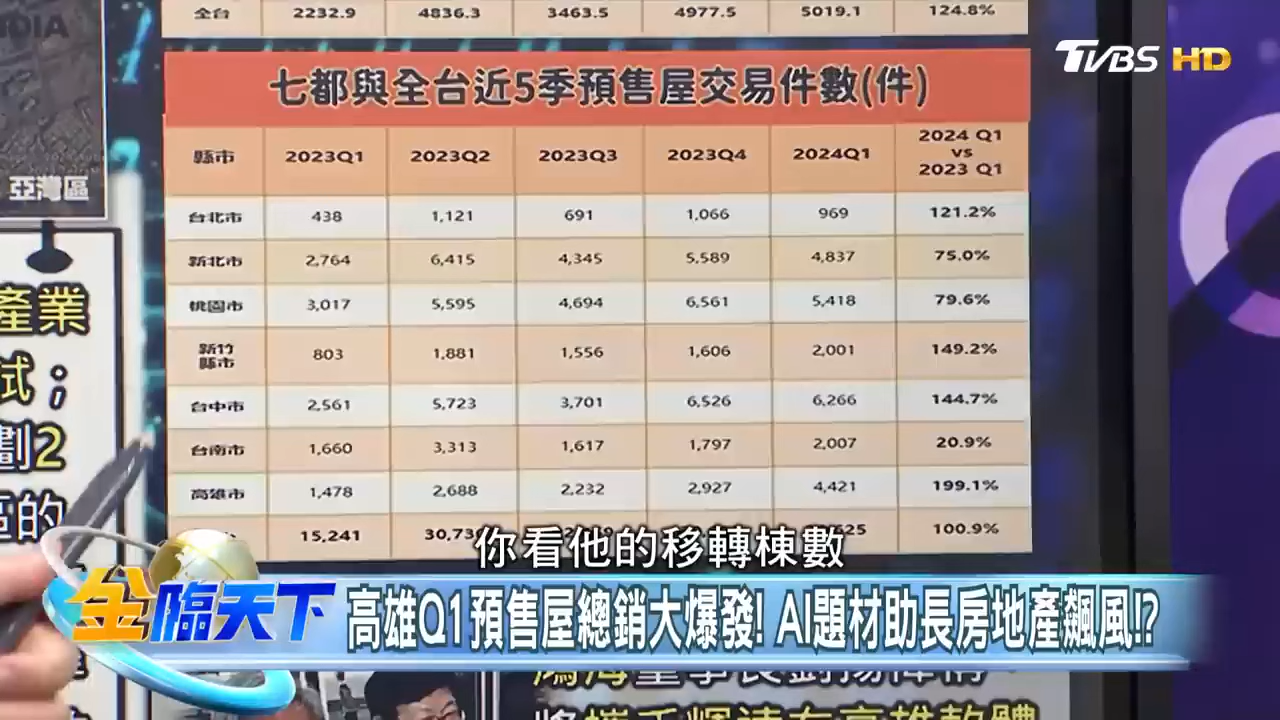 全台 2232.9 4836.3 3463.5 4977.5 5019.1 124.8%
TVBS HD
七都與全台近5季預售屋交易件數(件)
縣市 2023Q1 2023Q2 2023Q3 2023Q4 2024Q1 2024 Q1 vs 2023 Q1
台北市 438 1,121 691 1,066 969 121.2%
新北市 2,764 6,415 4,345 5,589 4,837 75.0%
桃園市 3,017 5,595 4,694 6,561 5,418 79.6%
新竹縣市 803 1,881 1,556 1,606 2,001 149.2%
台中市 2,561 5,723 3,701 6,526 6,266 144.7%
台南市 1,660 3,313 1,617 1,797 2,007 20.9%
高雄市 1,478 2,688 2,232 2,927 4,421 199.1%
15,241 100.9%
亞灣區
產業
試；
劃2
區的
你看他的移轉棟數
金臨天下
高雄Q1預售屋總銷大爆發! AI題材助長房地產飆風!?